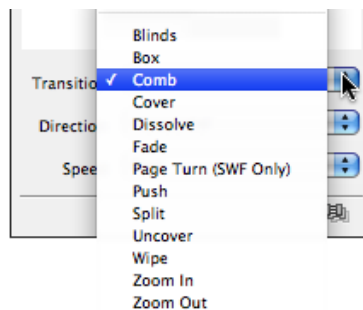 Blinds
Box
Transitio ✓ Comb
Cover
Directio Dissolve
Fade
Spee Page Turn (SWF Only)
Push
Split
Uncover
Wipe
Zoom In
Zoom Out